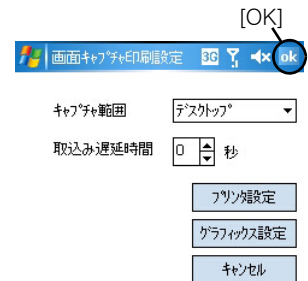 [OK]
画面ｷｬﾌﾟﾁｬ印刷設定 3G ok
ｷｬﾌﾟﾁｬ範囲 ﾃﾞｽｸﾄｯﾌﾟ
取込み遅延時間 0 秒
ﾌﾟﾘﾝﾀ設定
ｸﾞﾗﾌｨｯｸｽ設定
ｷｬﾝｾﾙ